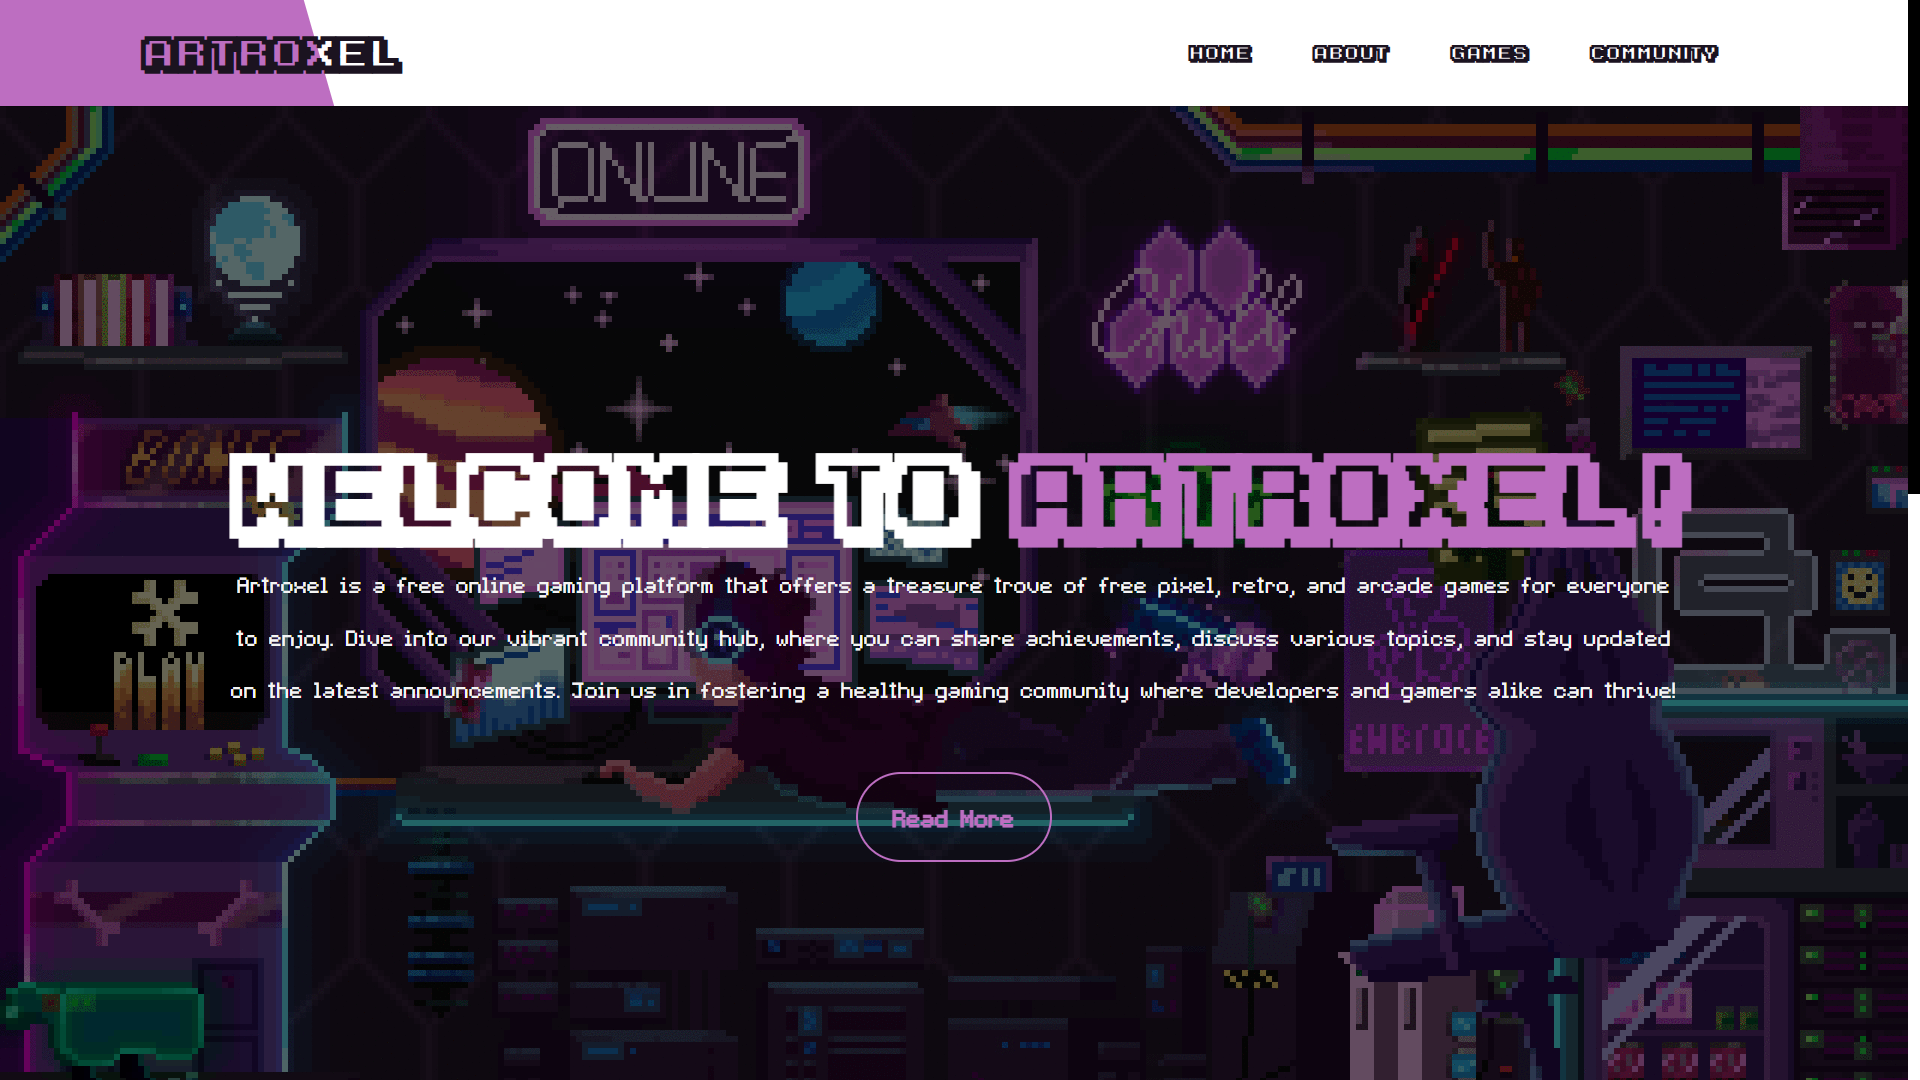 ARTROXEL
HOME ABOUT GAMES COMMUNITY
ONLINE
WELCOME TO ARTROXEL!
Artroxel is a free online gaming platform that offers a treasure trove of free pixel, retro, and arcade games for everyone
to enjoy. Dive into our vibrant community hub, where you can share achievements, discuss various topics, and stay updated
on the latest announcements. Join us in fostering a healthy gaming community where developers and gamers alike can thrive!
PLAY
EMBRACE
Read More